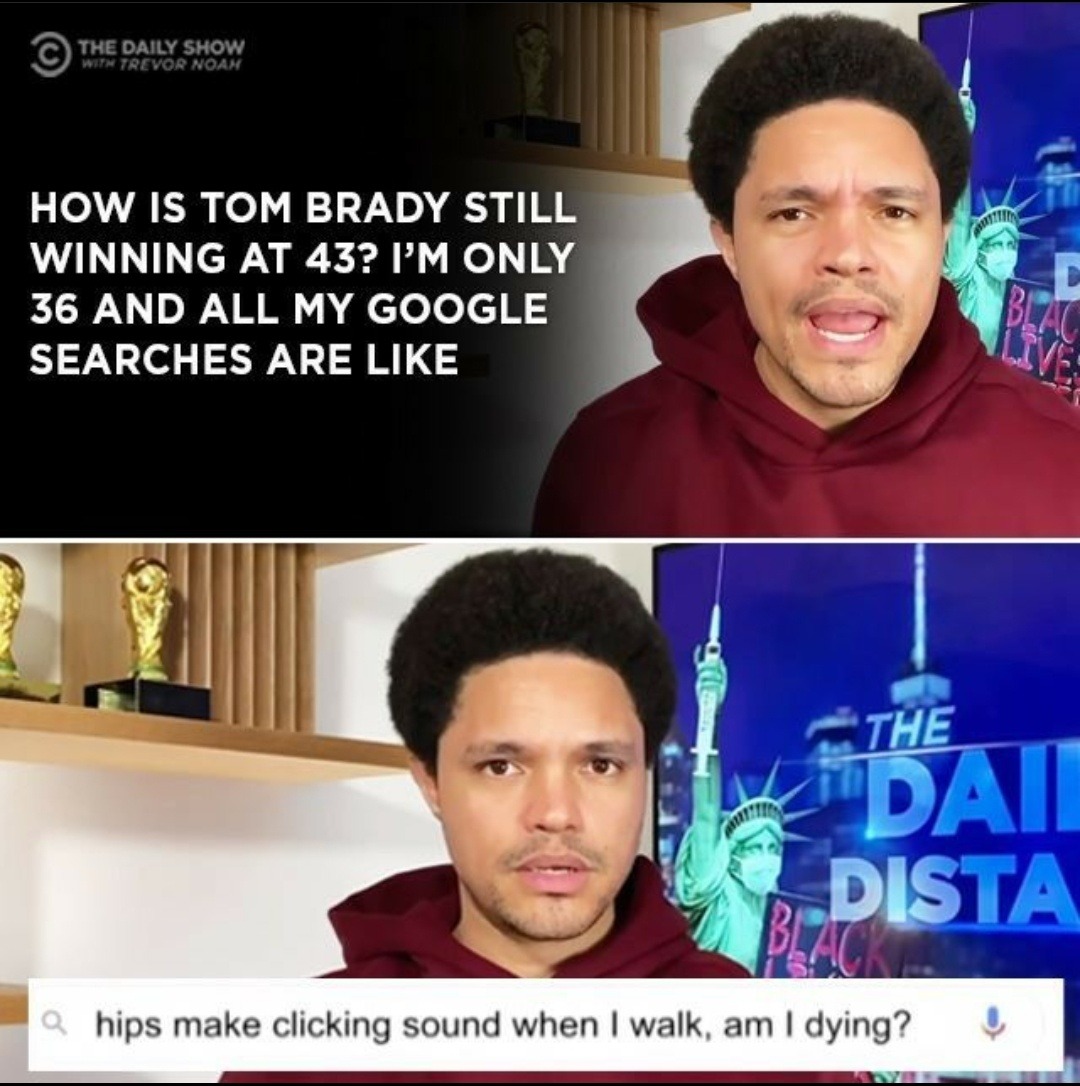 THE DAILY SHOW
WITH TREVOR NOAH
HOW IS TOM BRADY STILL
WINNING AT 43? I'M ONLY
36 AND ALL MY GOOGLE
SEARCHES ARE LIKE
D
BLAC
LIVE
THE
DAI
DISTA
BLACK
hips make clicking sound when I walk, am I dying?